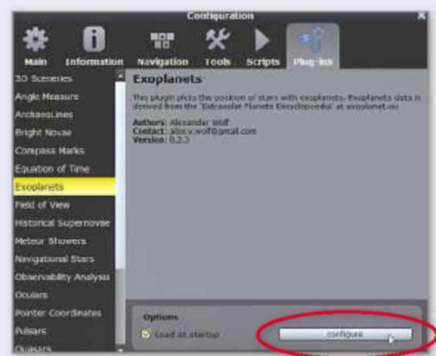 Configuration
x
Main Information Navigation Tools Scripts Plug-ins
3D Sceneries
Angle Measure
ArchaeoLines
Bright Novae
Compass Marks
Equation of Time
Exoplanets
Field of View
Historical Supernovae
Meteor Showers
Navigational Stars
Observability Analysis
Oculars
Pointer Coordinates
Pulsars
Quasars
Exoplanets
This plugin plots the position of stars with exoplanets. Exoplanets data is
derived from the "Extrasolar Planets Encyclopaedia" at exoplanet.eu
Authors: Alexander Wolf
Contact: alex.v.wolf@gmail.com
Version:
Options
Load at startup
configure